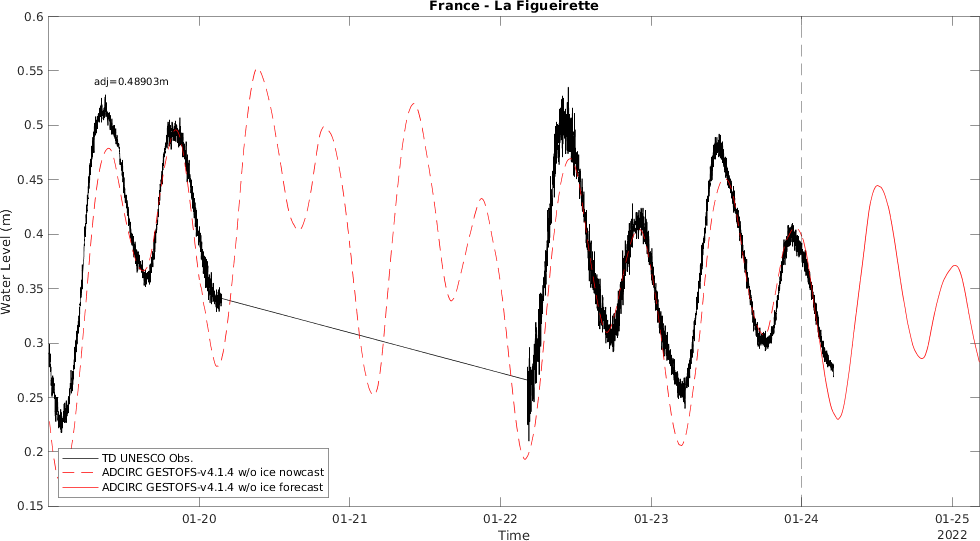 France - La Figueirette
0.6
0.55
adj=0.48903m
0.5
0.45
0.4
0.35
0.3
0.25
0.2
0.15
Water Level (m)
TD UNESCO Obs.
ADCIRC GESTOFS-v4.1.4 w/o ice nowcast
ADCIRC GESTOFS-v4.1.4 w/o ice forecast
01-20 01-21 01-22 01-23 01-24 01-25
Time 2022